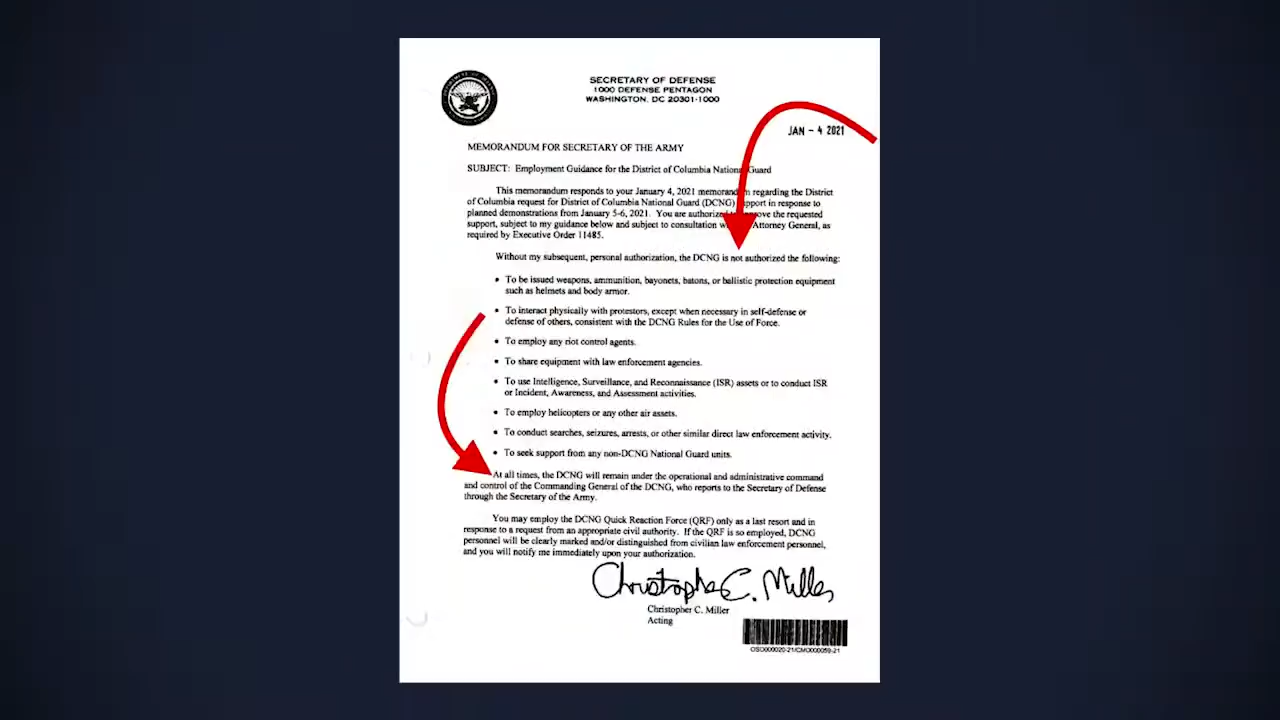 SECRETARY OF DEFENSE
1000 DEFENSE PENTAGON
WASHINGTON, DC 20301-1000
JAN - 4 2021
MEMORANDUM FOR SECRETARY OF THE ARMY
SUBJECT: Employment Guidance for the District of Columbia National Guard
This memorandum responds to your January 4, 2021 memorandum regarding the District
of Columbia request for District of Columbia National Guard (DCNG) support in response to
planned demonstrations from January 5-6, 2021. You are authorized to approve the requested
support, subject to my guidance below and subject to consultation Attorney General, as
required by Executive Order 11485.
Without my subsequent, personal authorization, the DCNG is not authorized the following:
• To be issued weapons, ammunition, bayonets, batons, or ballistic protection equipment
such as helmets and body armor.
• To interact physically with protestors, except when necessary in self-defense or
defense of others, consistent with the DCNG Rules for the Use of Force.
• To employ any riot control agents.
• To share equipment with law enforcement agencies.
• To use Intelligence, Surveillance, and Reconnaissance (ISR) assets or to conduct ISR
or Incident, Awareness, and Assessment activities.
• To employ helicopters or any other air assets.
• To conduct searches, seizures, arrests, or other similar direct law enforcement activity.
• To seek support from any non-DCNG National Guard units.
At all times, the DCNG will remain under the operational and administrative command
and control of the Commanding General of the DCNG, who reports to the Secretary of Defense
through the Secretary of the Army.
You may employ the DCNG Quick Reaction Force (QRF) only as a last resort and in
response to a request from an appropriate civil authority. If the QRF is so employed, DCNG
personnel will be clearly marked and/or distinguished from civilian law enforcement personnel,
and you will notify me immediately upon your authorization.
Christopher C. Miller
Christopher C. Miller
Acting
OSD000020-21/CMO000059-21